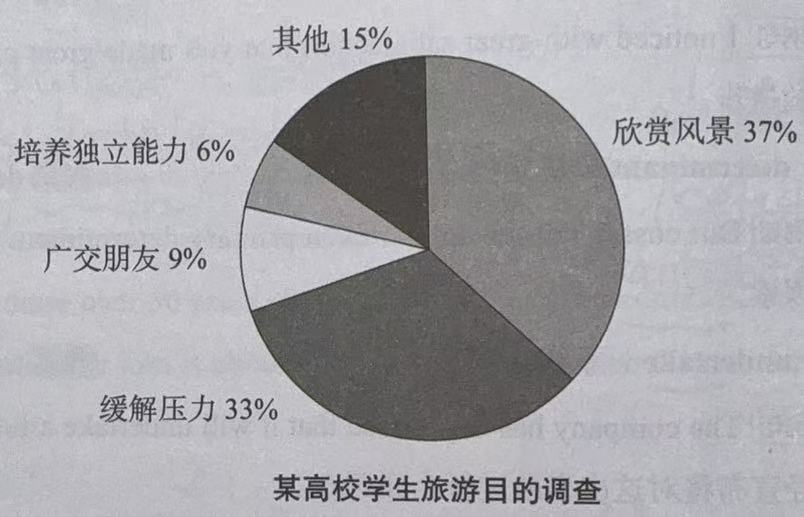 其他 15%
欣赏风景 37%
培养独立能力 6%
广交朋友 9%
缓解压力 33%
某高校学生旅游目的调查